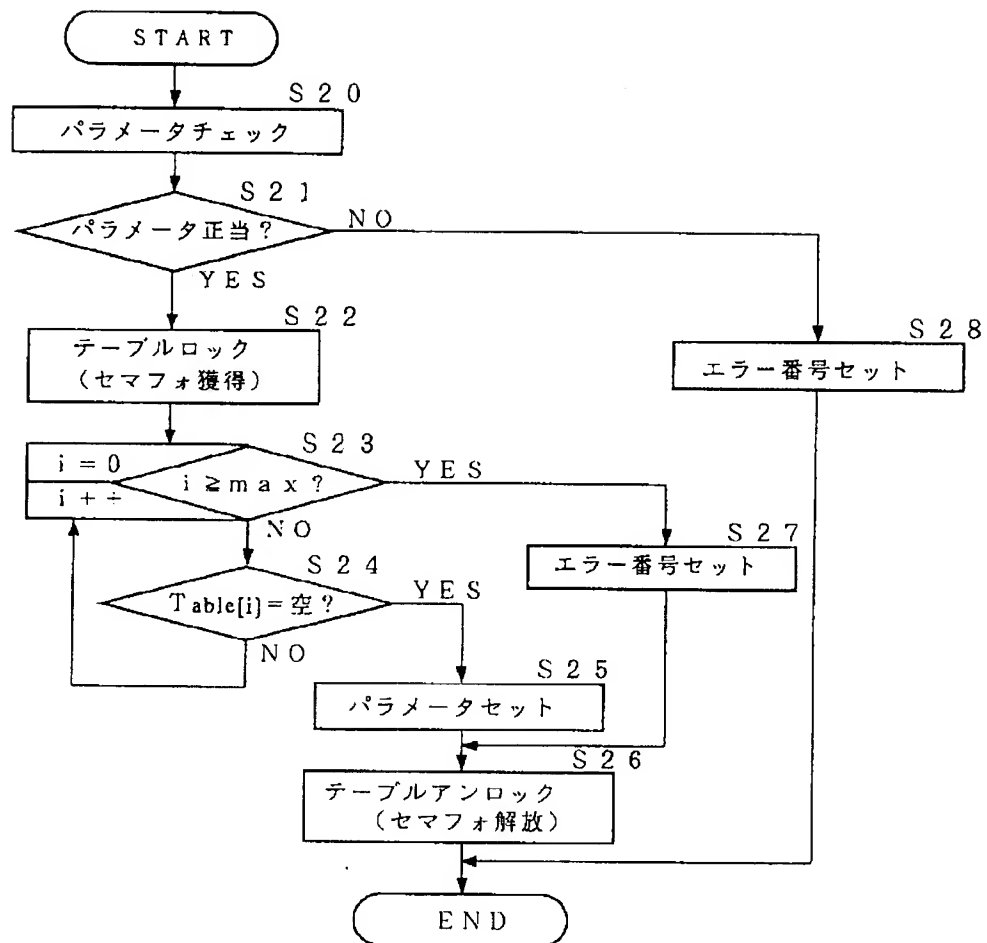 START
S20
パラメータチェック
S21
パラメータ正当？
NO
YES
S22
テーブルロック
（セマフォ獲得）
S28
エラー番号セット
S23
i＝0
i≧max？
YES
i++
NO
S27
エラー番号セット
S24
Table[i]＝空？
YES
NO
S25
パラメータセット
S26
テーブルアンロック
（セマフォ解放）
END